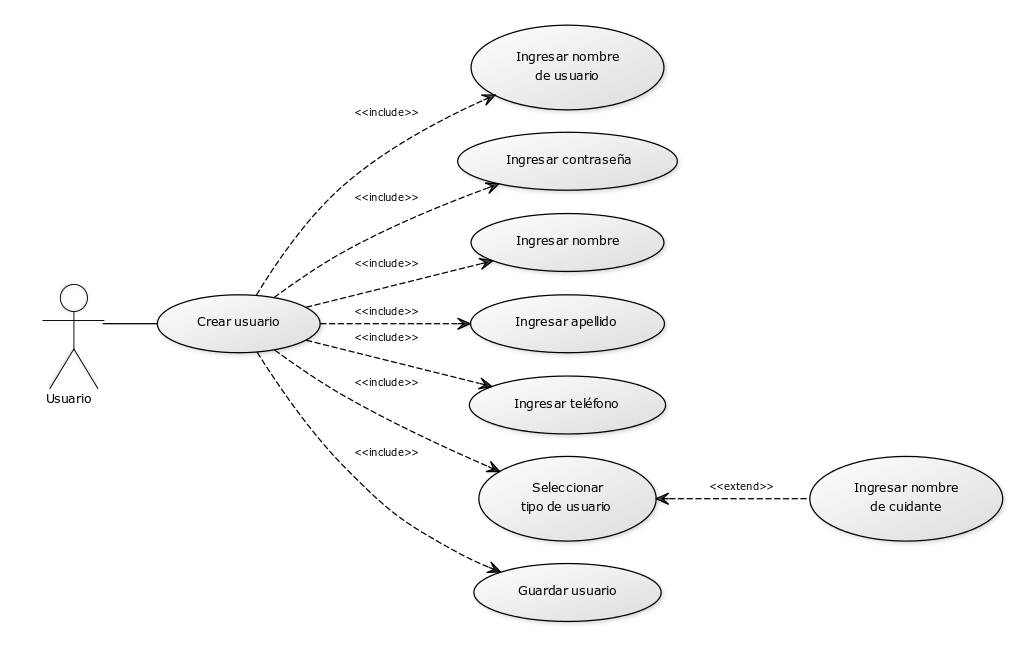 Ingresar nombre
de usuario
<<include>>
Ingresar contraseña
<<include>>
Ingresar nombre
<<include>>
Crear usuario
<<include>>
Ingresar apellido
<<include>>
Usuario
Ingresar teléfono
<<include>>
<<include>>
Seleccionar
tipo de usuario
<<extend>>
Ingresar nombre
de cuidante
Guardar usuario